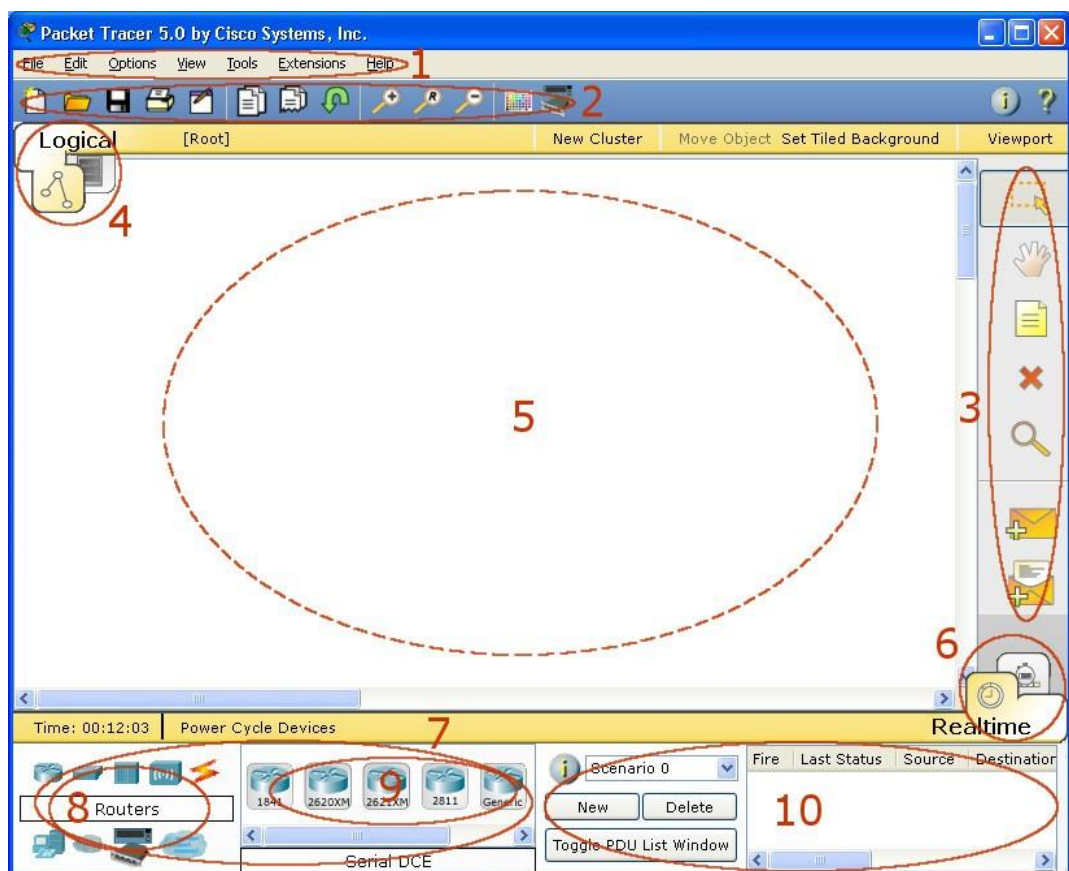 Packet Tracer 5.0 by Cisco Systems, Inc.
File Edit Options View Tools Extensions Help 1
R 2 i ?
Logical [Root] New Cluster Move Object Set Tiled Background Viewport
4
3
5
6
Time: 00:12:03 Power Cycle Devices 7 Realtime
8 Routers
1841 2620XM 2621XM 2811 Generic
9
Serial DCE
i Scenario 0
New Delete
Toggle PDU List Window
Fire Last Status Source Destination
10